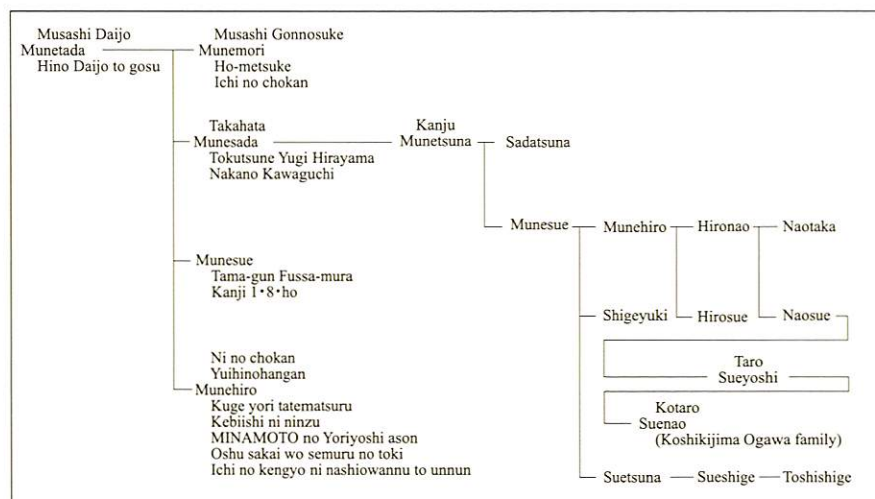 Musashi Daijo
Munetada
Hino Daijo to gosu
Musashi Gonnosuke
Munemori
Ho-metsuke
Ichi no chokan
Takahata
Munesada
Tokutsune Yugi Hirayama
Nakano Kawaguchi
Kanju
Munetsuna
Sadatsuna
Munesue
Munehiro
Hironao
Naotaka
Munesue
Tama-gun Fussa-mura
Kanji 1・8・ho
Shigeyuki
Hirosue
Naosue
Ni no chokan
Yuihinohangan
Munehiro
Kuge yori tatematsuru
Kebiishi ni ninzu
MINAMOTO no Yoriyoshi ason
Oshu sakai wo semuru no toki
Ichi no kengyo ni nashiowannu to unnun
Taro
Sueyoshi
Kotaro
Suenao
(Koshikijima Ogawa family)
Suetsuna
Sueshige
Toshishige